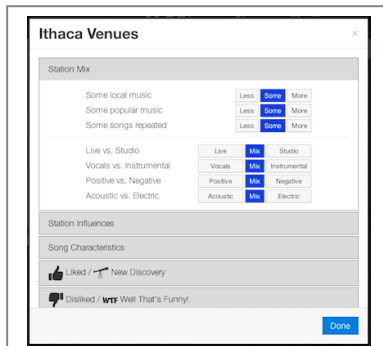 Ithaca Venues ×
Station Mix
Some local music Less Some More
Some popular music Less Some More
Some songs repeated Less Some More
Live vs. Studio Live Mix Studio
Vocals vs. Instrumental Vocals Mix Instrumental
Positive vs. Negative Positive Mix Negative
Acoustic vs. Electric Acoustic Mix Electric
Station Influences
Song Characteristics
Liked / New Discovery
Disliked / WTF Well That's Funny!
Done